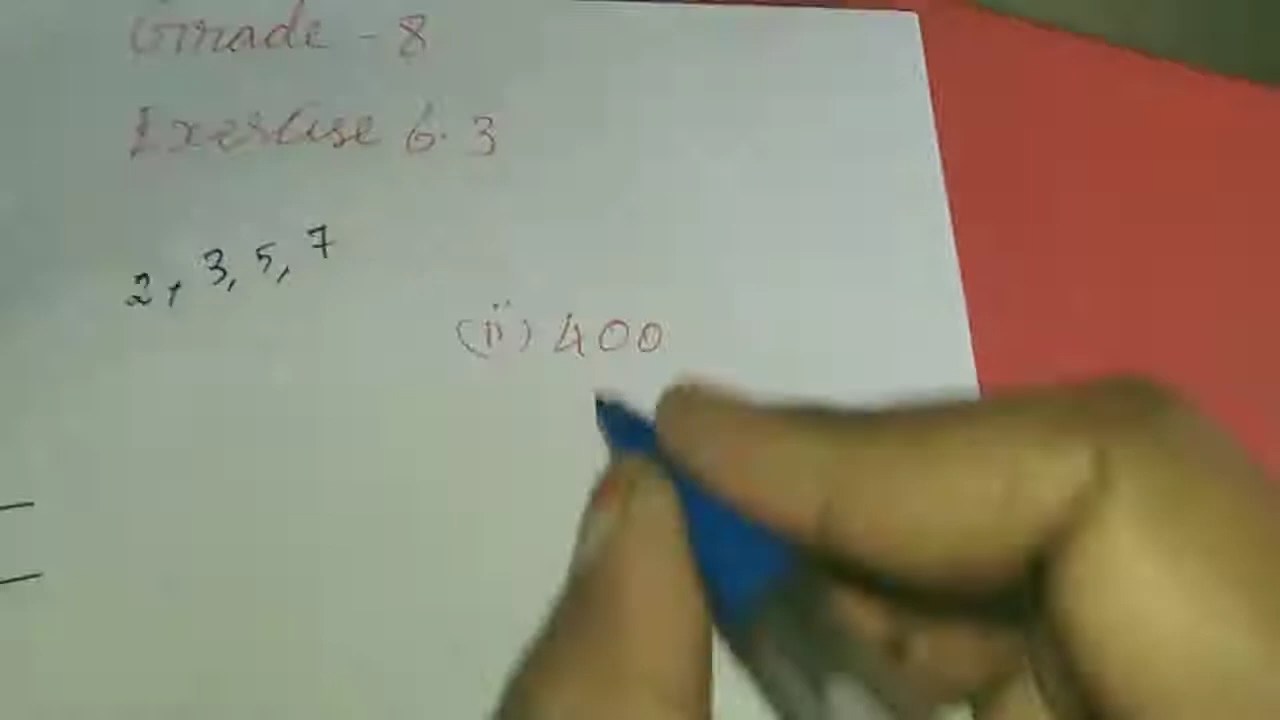 Grade - 8
Exercise 6.3
2, 3, 5, 7
(ii) 400